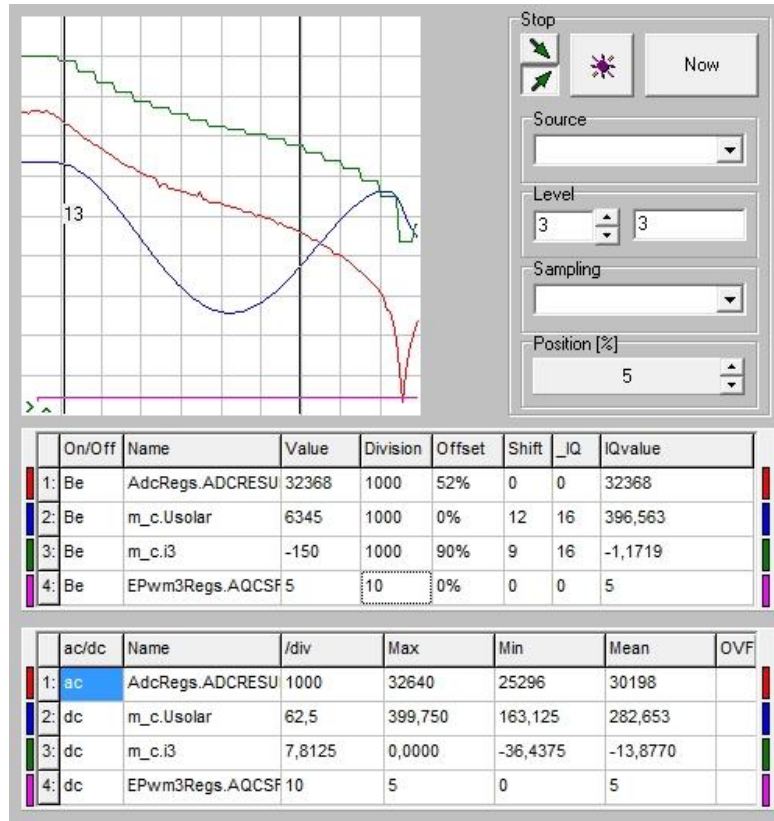 Stop
Now
Source
Level
3 3
Sampling
Position [%]
5
13
On/Off Name Value Division Offset Shift _IQ IQvalue
1: Be AdcRegs.ADCRESU 32368 1000 52% 0 0 32368
2: Be m_c.Usolar 6345 1000 0% 12 16 396,563
3: Be m_c.i3 -150 1000 90% 9 16 -1,1719
4: Be EPwm3Regs.AQCSF 5 10 0% 0 0 5
ac/dc Name /div Max Min Mean OVF
1: ac AdcRegs.ADCRESU 1000 32640 25296 30198
2: dc m_c.Usolar 62,5 399,750 163,125 282,653
3: dc m_c.i3 7,8125 0,0000 -36,4375 -13,8770
4: dc EPwm3Regs.AQCSF 10 5 0 5